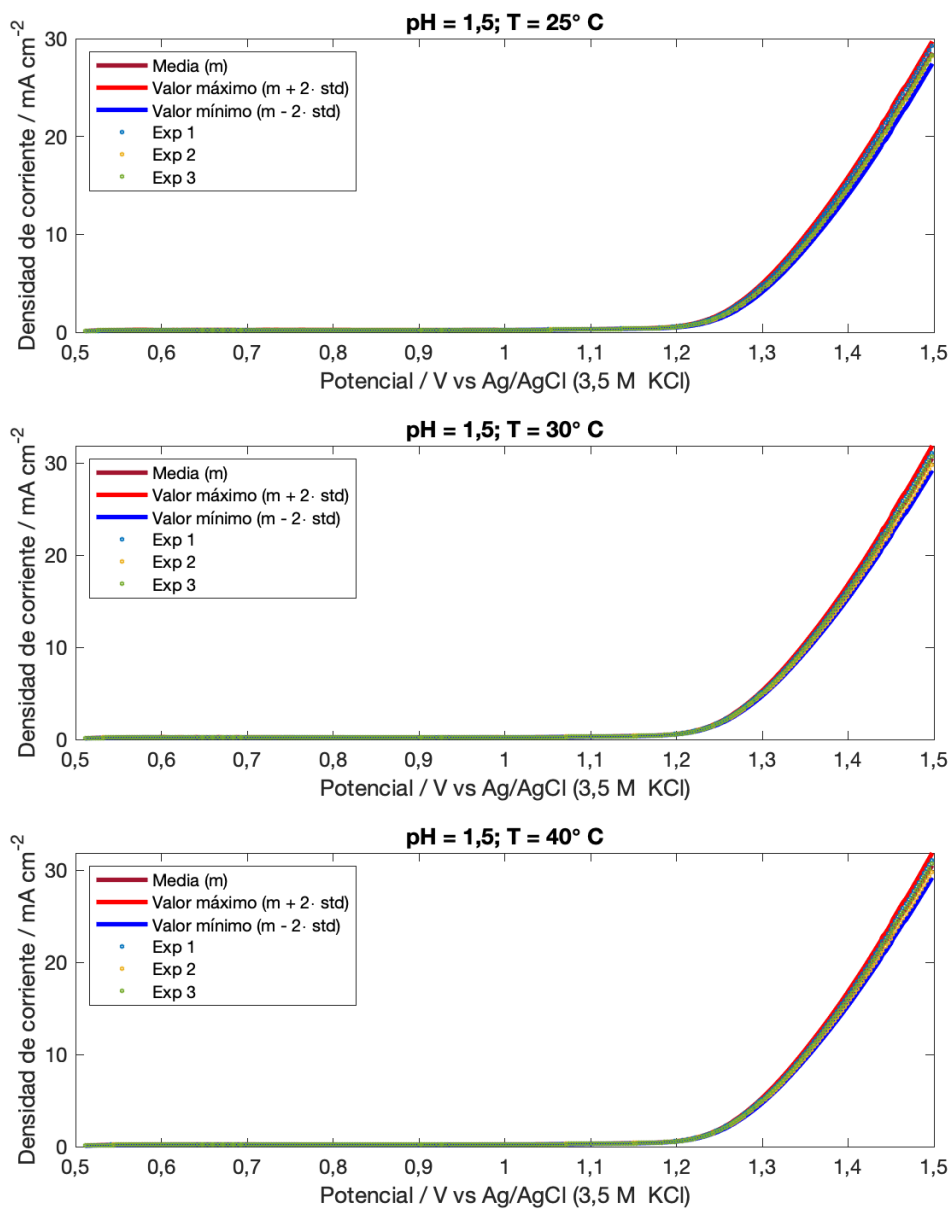 pH = 1,5; T = 25° C
Densidad de corriente / mA cm⁻²
30
20
10
0
Media (m)
Valor máximo (m + 2· std)
Valor mínimo (m - 2· std)
Exp 1
Exp 2
Exp 3
0,5 0,6 0,7 0,8 0,9 1 1,1 1,2 1,3 1,4 1,5
Potencial / V vs Ag/AgCl (3,5 M KCl)
pH = 1,5; T = 30° C
Densidad de corriente / mA cm⁻²
30
20
10
0
Media (m)
Valor máximo (m + 2· std)
Valor mínimo (m - 2· std)
Exp 1
Exp 2
Exp 3
0,5 0,6 0,7 0,8 0,9 1 1,1 1,2 1,3 1,4 1,5
Potencial / V vs Ag/AgCl (3,5 M KCl)
pH = 1,5; T = 40° C
Densidad de corriente / mA cm⁻²
30
20
10
0
Media (m)
Valor máximo (m + 2· std)
Valor mínimo (m - 2· std)
Exp 1
Exp 2
Exp 3
0,5 0,6 0,7 0,8 0,9 1 1,1 1,2 1,3 1,4 1,5
Potencial / V vs Ag/AgCl (3,5 M KCl)